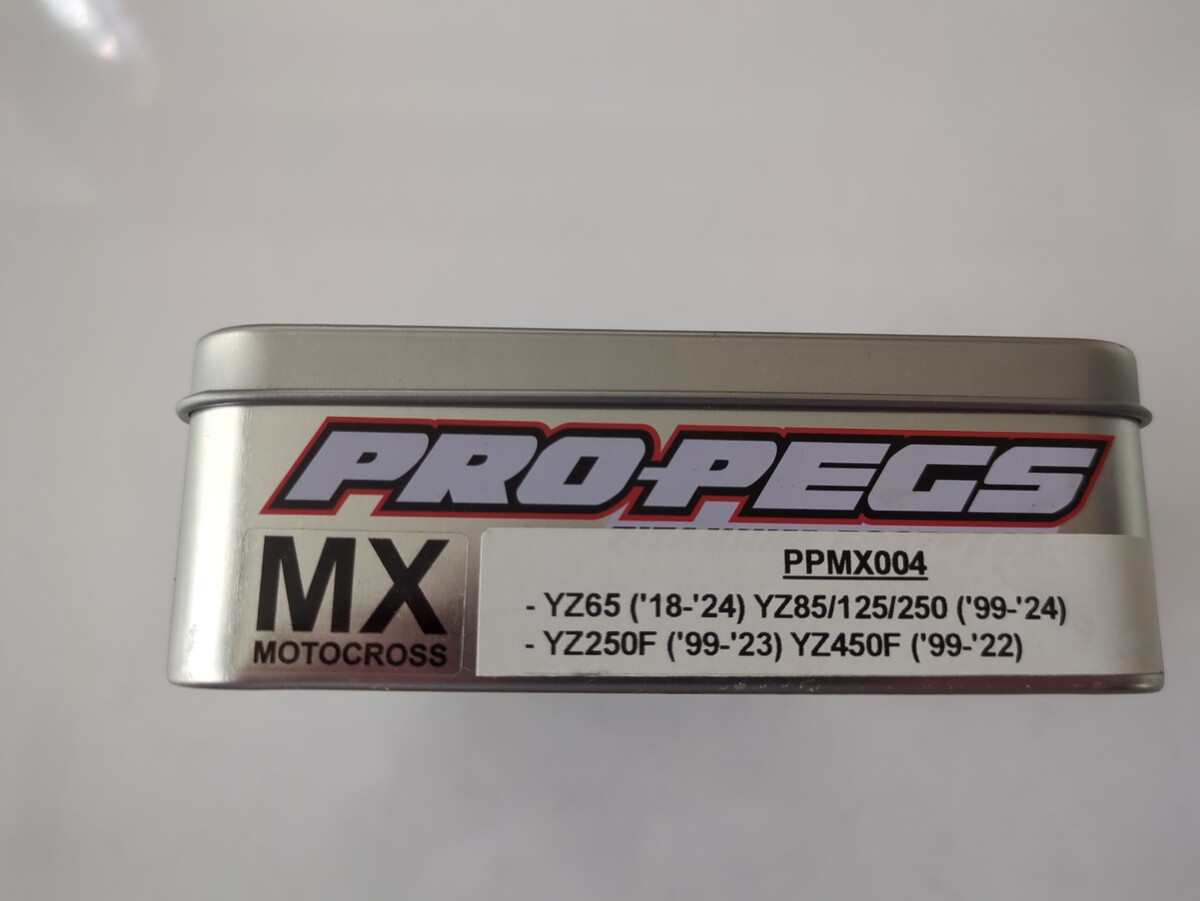 PRO-PEGS
MX
MOTOCROSS
PPMX004
- YZ65 ('18-'24) YZ85/125/250 ('99-'24)
- YZ250F ('99-'23) YZ450F ('99-'22)